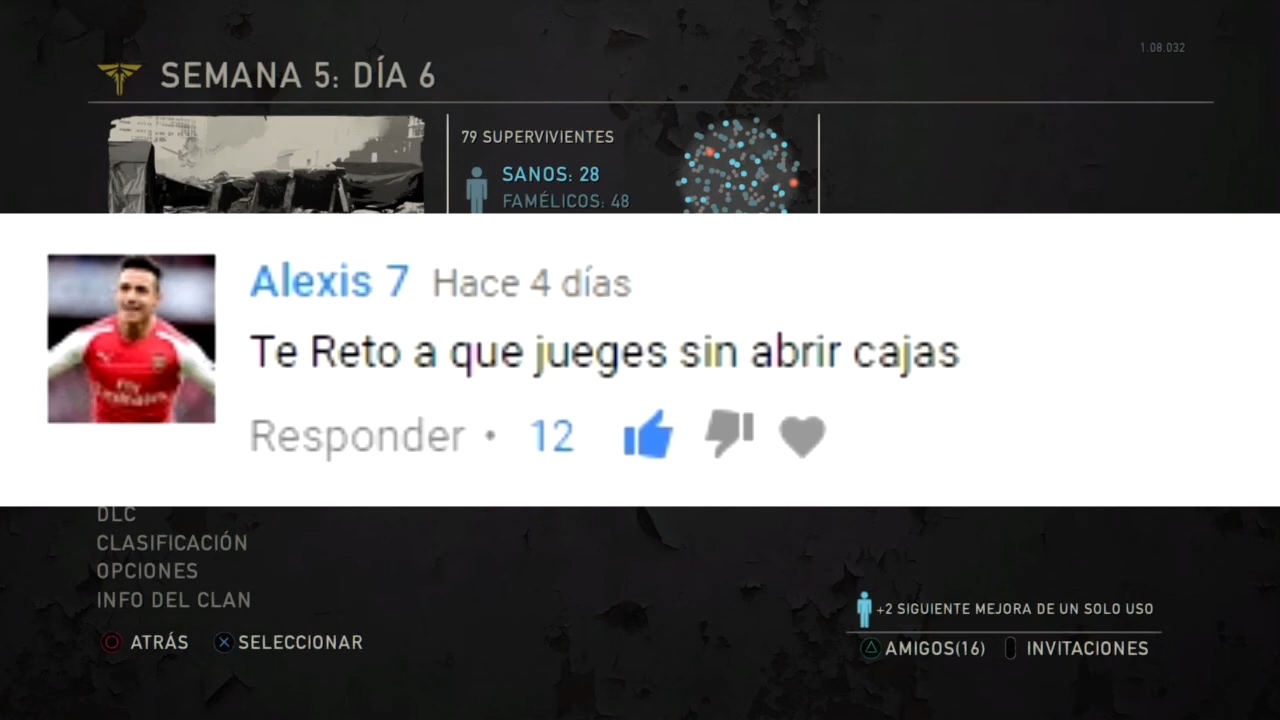 1.08.032
SEMANA 5: DÍA 6
79 SUPERVIVIENTES
SANOS: 28
FAMÉLICOS: 48
Alexis 7 Hace 4 días
Te Reto a que jueges sin abrir cajas
Responder • 12
DLC
CLASIFICACIÓN
OPCIONES
INFO DEL CLAN
+2 SIGUIENTE MEJORA DE UN SOLO USO
ATRÁS SELECCIONAR
AMIGOS(16) INVITACIONES